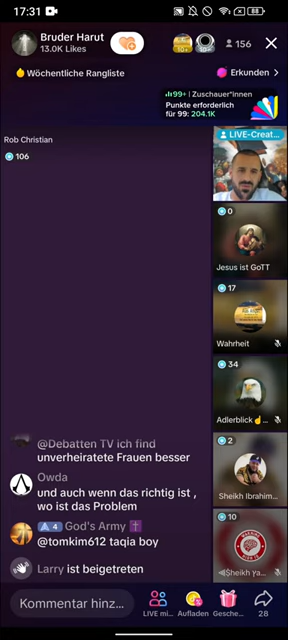 17:31
88
Bruder Harut
13.0K Likes
156
Wöchentliche Rangliste
Erkunden
99+ | Zuschauer*innen
Punkte erforderlich
für 99: 204.1K
Rob Christian
106
LIVE-Creat...
0
Jesus ist GoTT
17
Wahrheit
34
Adlerblick☝...
2
Sheikh Ibrahim...
10
@Debatten TV ich find
unverheiratete Frauen besser
Owda
und auch wenn das richtig ist ,
wo ist das Problem
4 God's Army ✝️
@tomkim612 taqia boy
Larry ist beigetreten
Kommentar hinz...
LIVE mi...
Aufladen
Gesche...
28